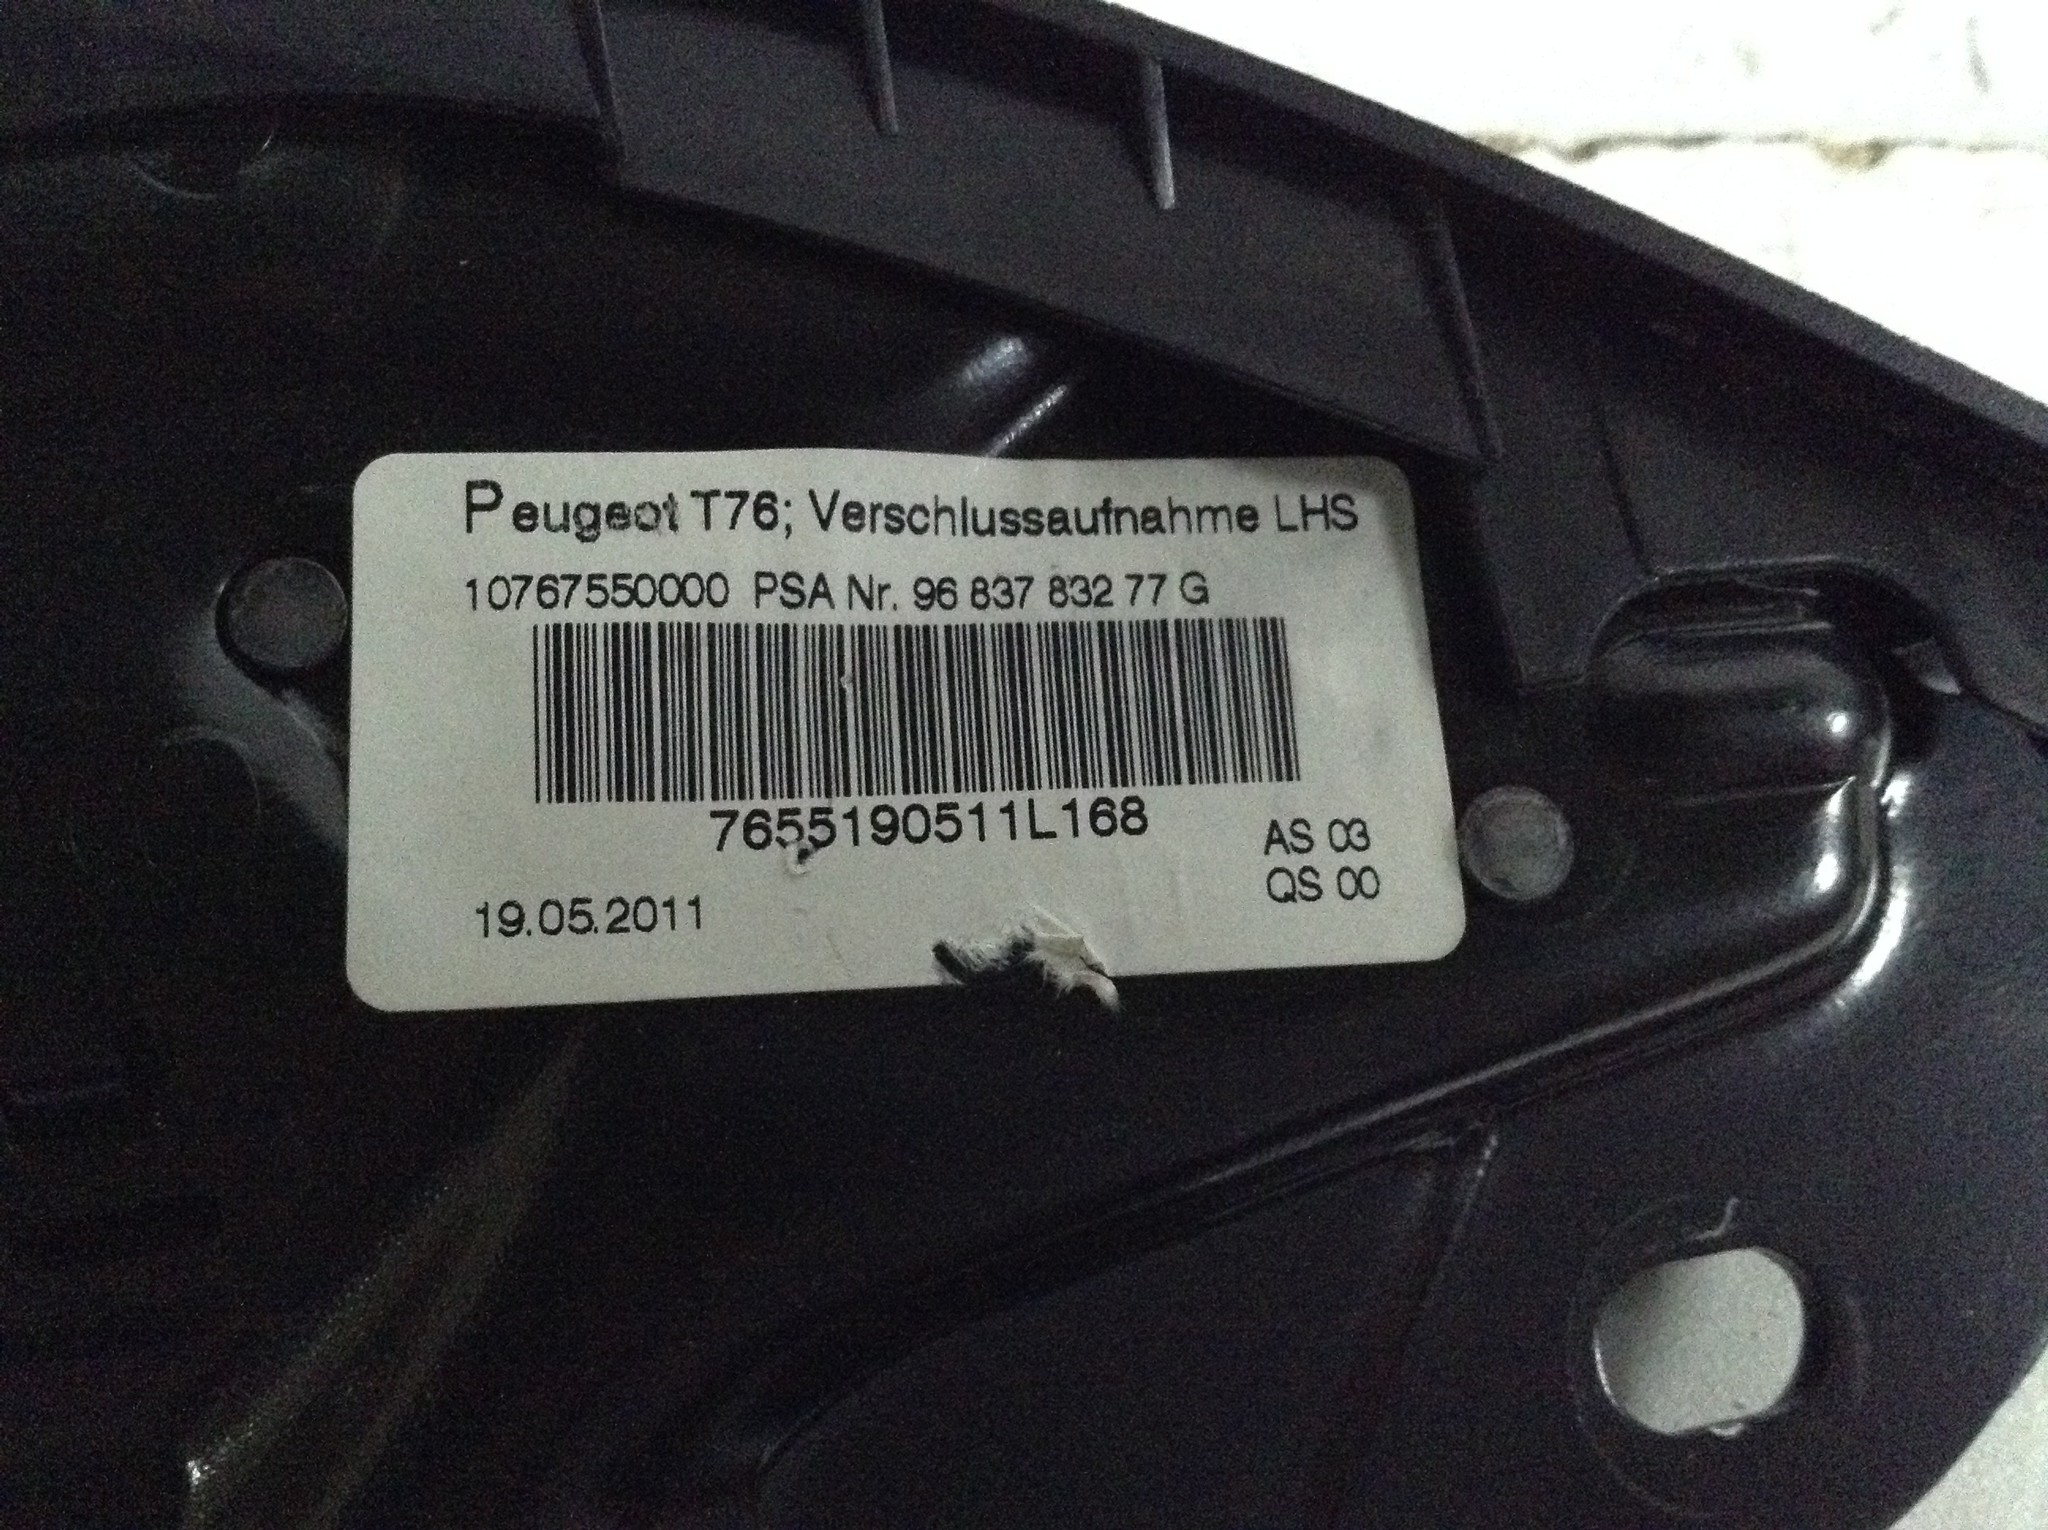 Peugeot T76; Verschlussaufnahme LHS
10767550000 PSA Nr. 96 837 832 77 G
7655190511L168
AS 03
QS 00
19.05.2011